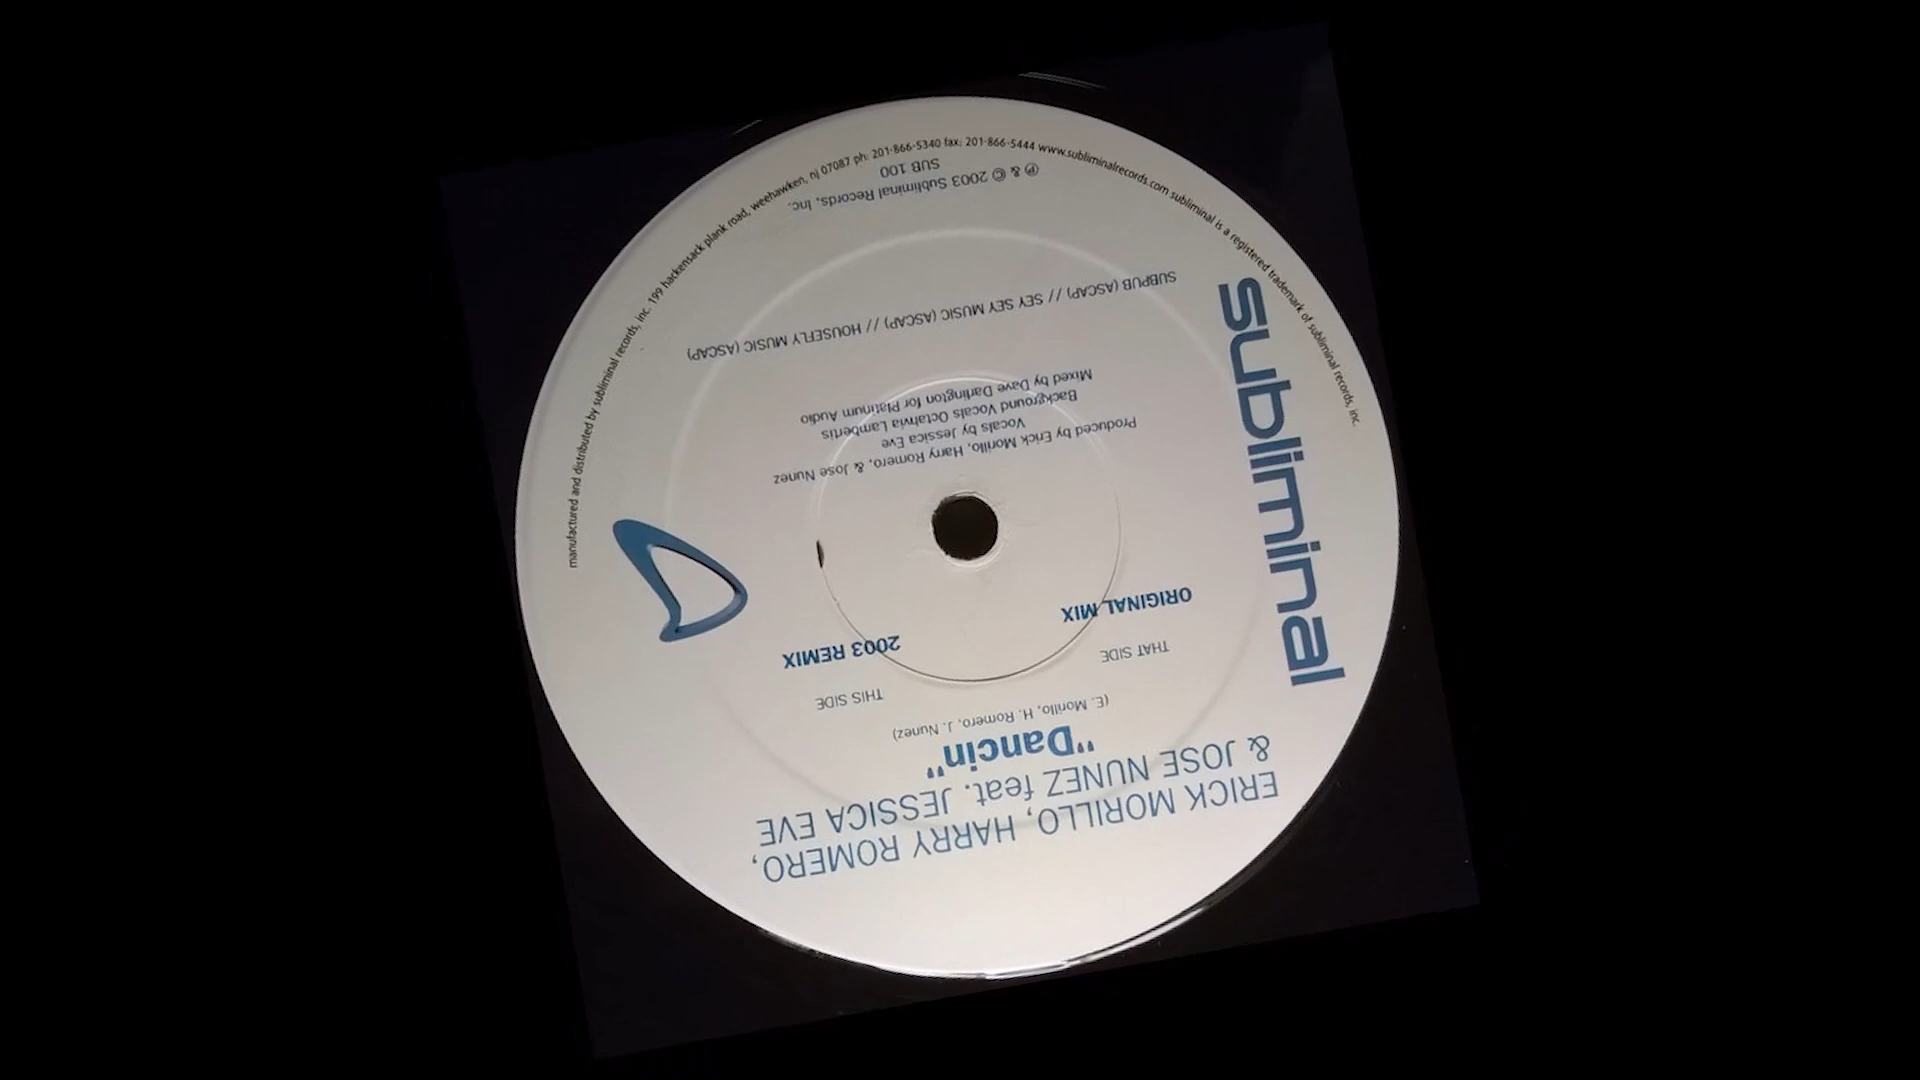 ERICK MORILLO, HARRY ROMERO,
& JOSE NUNEZ feat. JESSICA EVE
"Dancin"
(E. Morillo, H. Romero, J. Nunez)
THAT SIDE
THIS SIDE
ORIGINAL MIX
2003 REMIX
subliminal
Produced by Erick Morillo, Harry Romero, & Jose Nunez
Vocals by Jessica Eve
Background Vocals Octahvia Lambertis
Mixed by Dave Darlington for Platinum Audio
SUBPUB (ASCAP) // SEY SEY MUSIC (ASCAP) // HOUSEFLY MUSIC (ASCAP)
℗ & © 2003 Subliminal Records, Inc.
SUB 100
manufactured and distributed by subliminal records, inc. 199 hackensack plank road, weehawken, nj 07087 ph: 201-866-5340 fax: 201-866-5444 www.subliminalrecords.com subliminal is a registered trademark of subliminal records, inc.